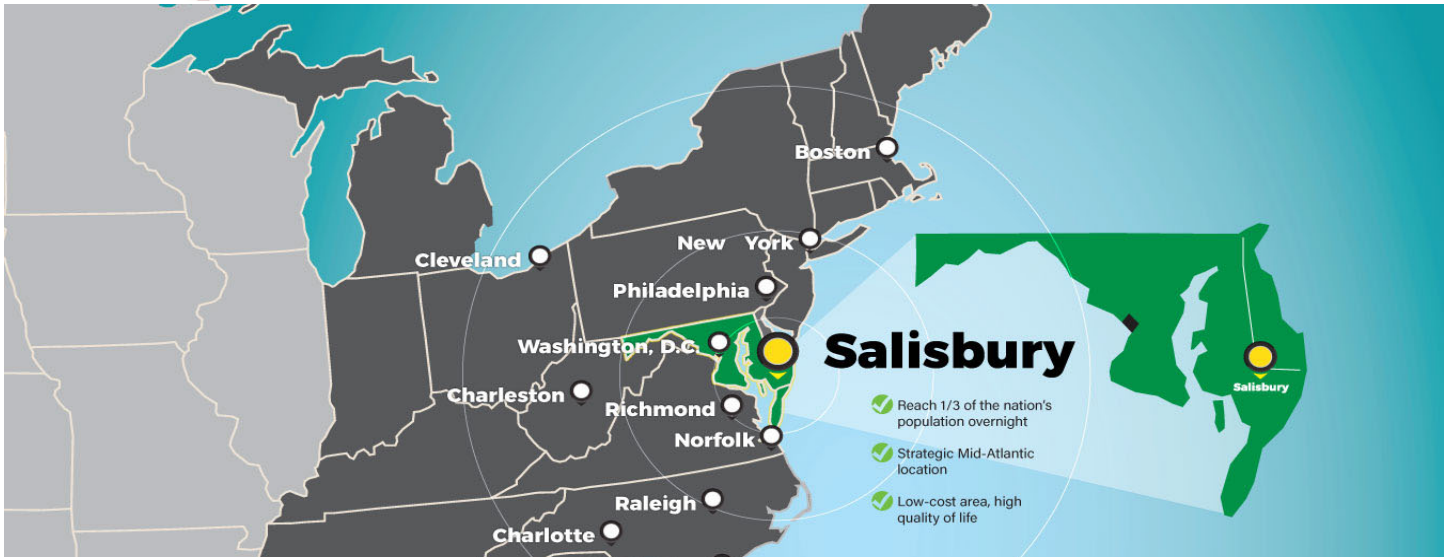 Boston
New York
Cleveland
Philadelphia
Washington, D.C.
Salisbury
Charleston
Richmond
Norfolk
Raleigh
Charlotte
Reach 1/3 of the nation's
population overnight
Strategic Mid-Atlantic
location
Low-cost area, high
quality of life
Salisbury